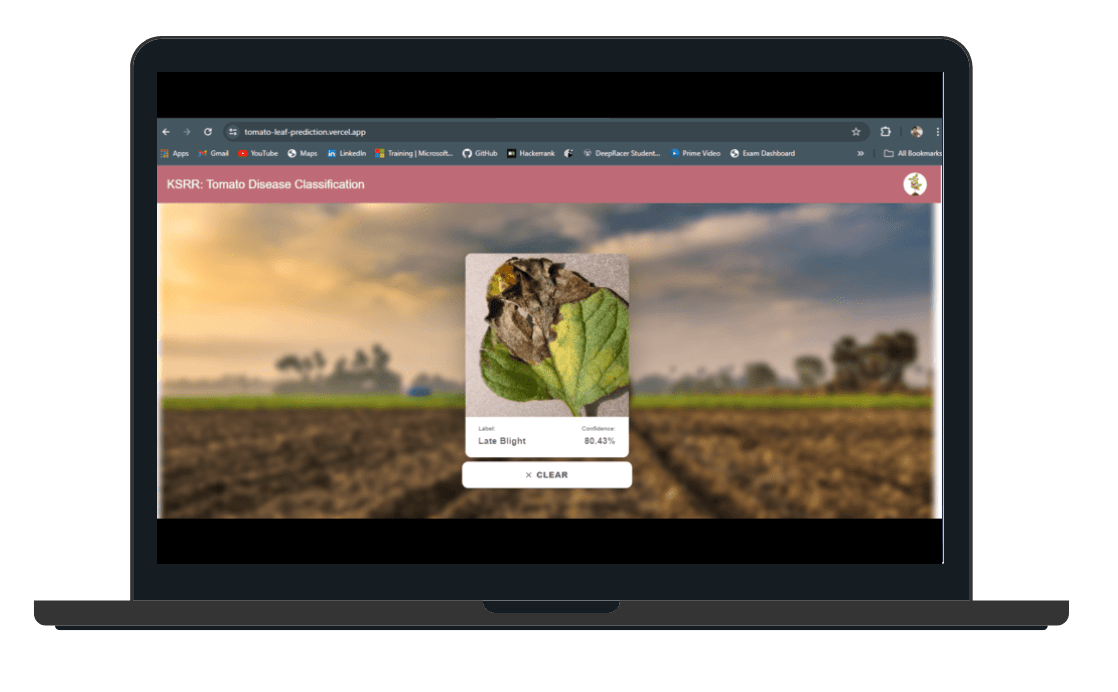 tomato-leaf-prediction.vercel.app
Apps Gmail YouTube Maps LinkedIn Training | Microsoft... GitHub Hackerrank DeepRacer Student... Prime Video Exam Dashboard » All Bookmarks
KSRR: Tomato Disease Classification
Label: Confidence:
Late Blight 80.43%
× CLEAR